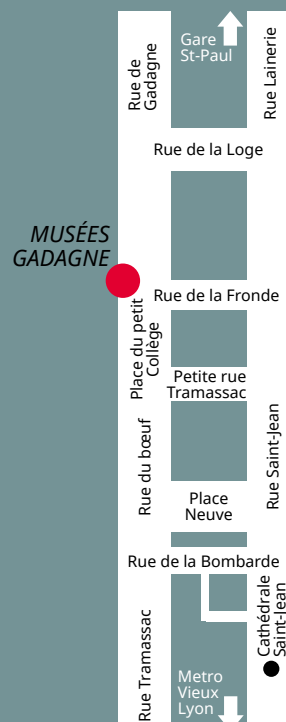 Rue de
Gadagne
Gare
St-Paul
Rue Lainerie
Rue de la Loge
MUSÉES
GADAGNE
Rue de la Fronde
Place du petit
Collège
Petite rue
Tramassac
Rue du bœuf
Rue Saint-Jean
Place
Neuve
Rue de la Bombarde
Rue Tramassac
Cathédrale
Saint-Jean
Metro
Vieux
Lyon